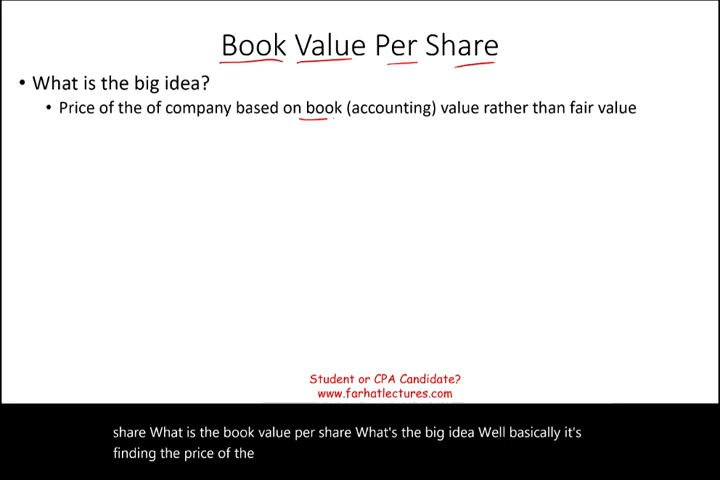 Book Value Per Share
• What is the big idea?
• Price of the of company based on book (accounting) value rather than fair value
Student or CPA Candidate?
www.farhatlectures.com
share What is the book value per share What's the big idea Well basically it's
finding the price of the